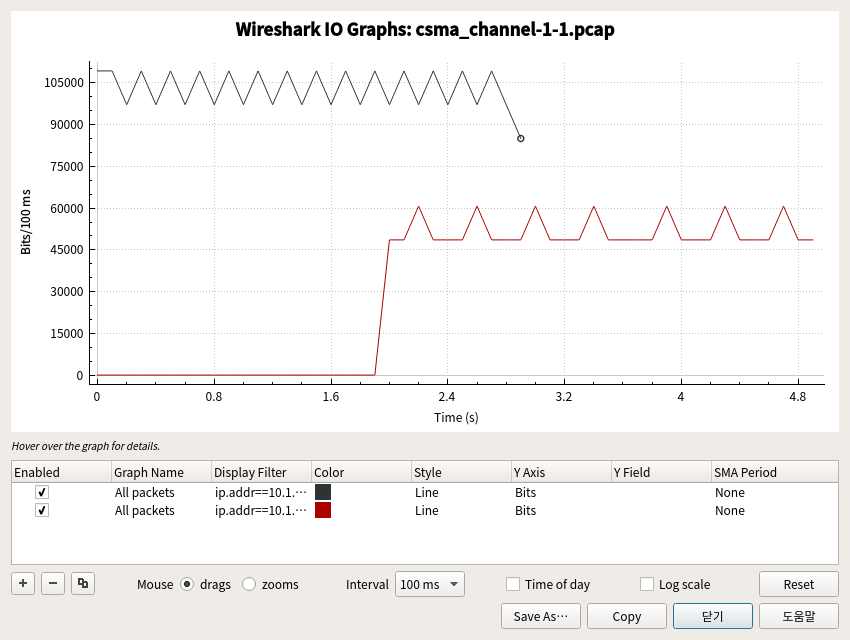 Wireshark IO Graphs: csma_channel-1-1.pcap
105000
90000
75000
60000
45000
30000
15000
0
Bits/100 ms
0 0.8 1.6 2.4 3.2 4 4.8
Time (s)
Hover over the graph for details.
Enabled Graph Name Display Filter Color Style Y Axis Y Field SMA Period
All packets ip.addr==10.1.⋯ Line Bits None
All packets ip.addr==10.1.⋯ Line Bits None
+ − Mouse drags zooms Interval 100 ms Time of day Log scale Reset
Save As⋯ Copy 닫기 도움말